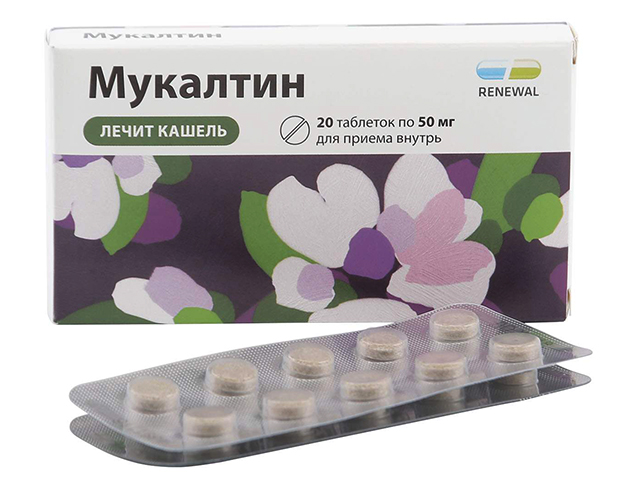 Мукалтин
Мукалтин
ЛЕЧИТ КАШЕЛЬ
RENEWAL
20 таблеток по 50 мг
для приема внутрь